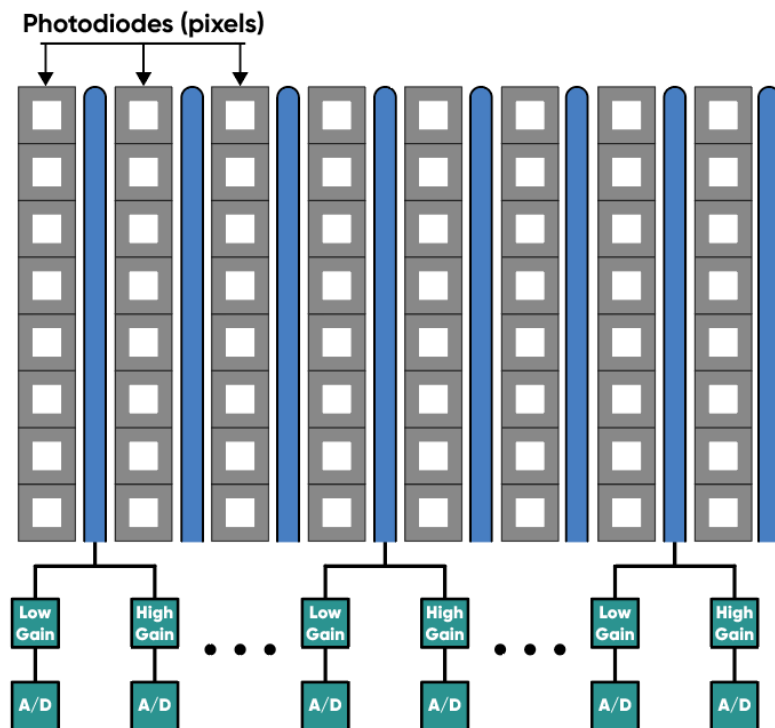 Photodiodes (pixels)
Low
Gain
High
Gain
Low
Gain
High
Gain
Low
Gain
High
Gain
A/D
A/D
A/D
A/D
A/D
A/D